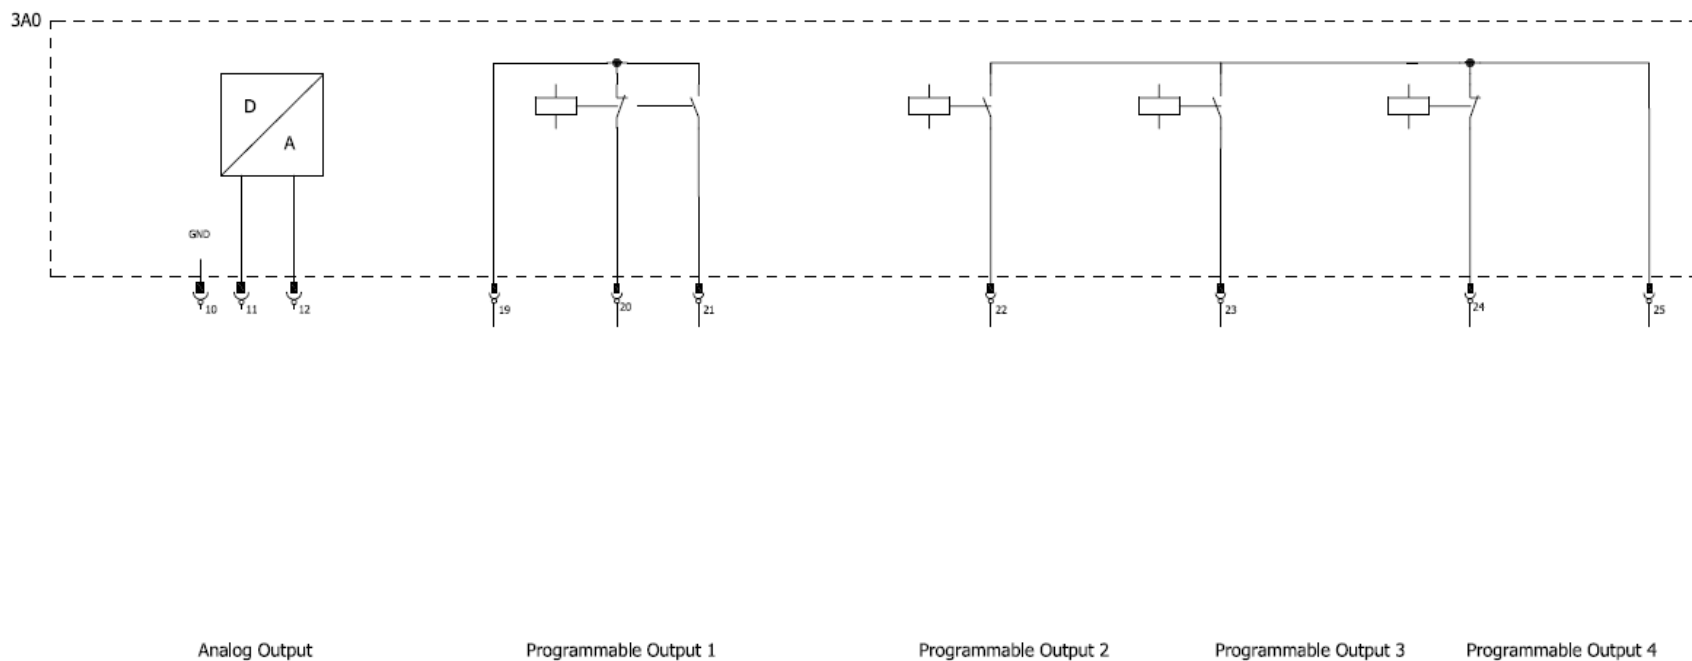 3A0
D
A
GND
10 11 12 19 20 21 22 23 24 25
Analog Output Programmable Output 1 Programmable Output 2 Programmable Output 3 Programmable Output 4